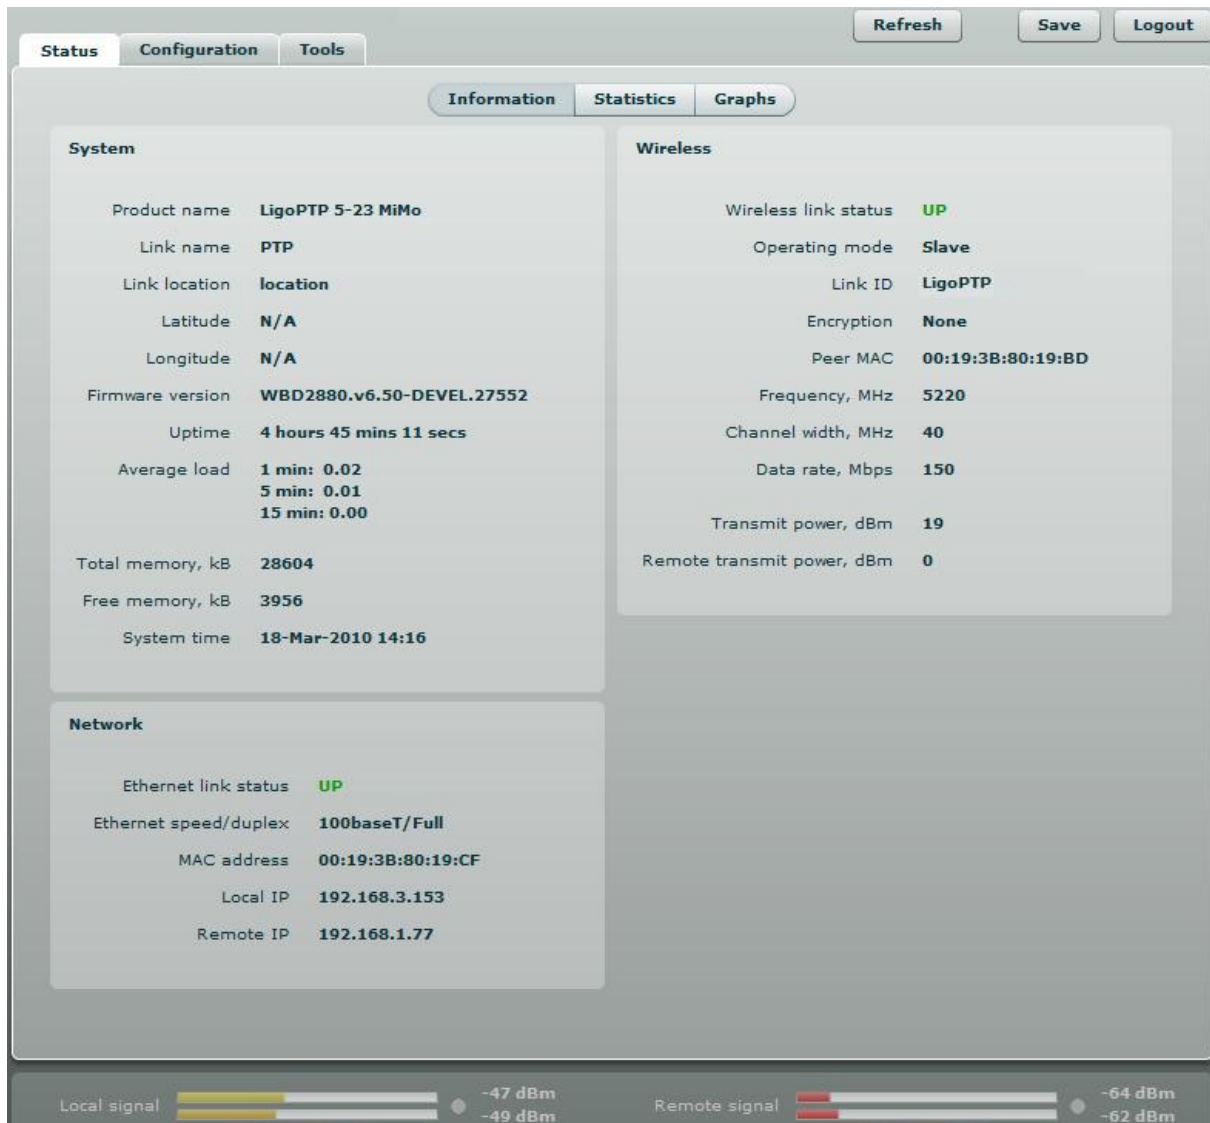 Refresh Save Logout
Status Configuration Tools
Information Statistics Graphs
System
Product name LigoPTP 5-23 MiMo
Link name PTP
Link location location
Latitude N/A
Longitude N/A
Firmware version WBD2880.v6.50-DEVEL.27552
Uptime 4 hours 45 mins 11 secs
Average load 1 min: 0.02
5 min: 0.01
15 min: 0.00
Total memory, kB 28604
Free memory, kB 3956
System time 18-Mar-2010 14:16
Wireless
Wireless link status UP
Operating mode Slave
Link ID LigoPTP
Encryption None
Peer MAC 00:19:3B:80:19:BD
Frequency, MHz 5220
Channel width, MHz 40
Data rate, Mbps 150
Transmit power, dBm 19
Remote transmit power, dBm 0
Network
Ethernet link status UP
Ethernet speed/duplex 100baseT/Full
MAC address 00:19:3B:80:19:CF
Local IP 192.168.3.153
Remote IP 192.168.1.77
Local signal -47 dBm
-49 dBm
Remote signal -64 dBm
-62 dBm